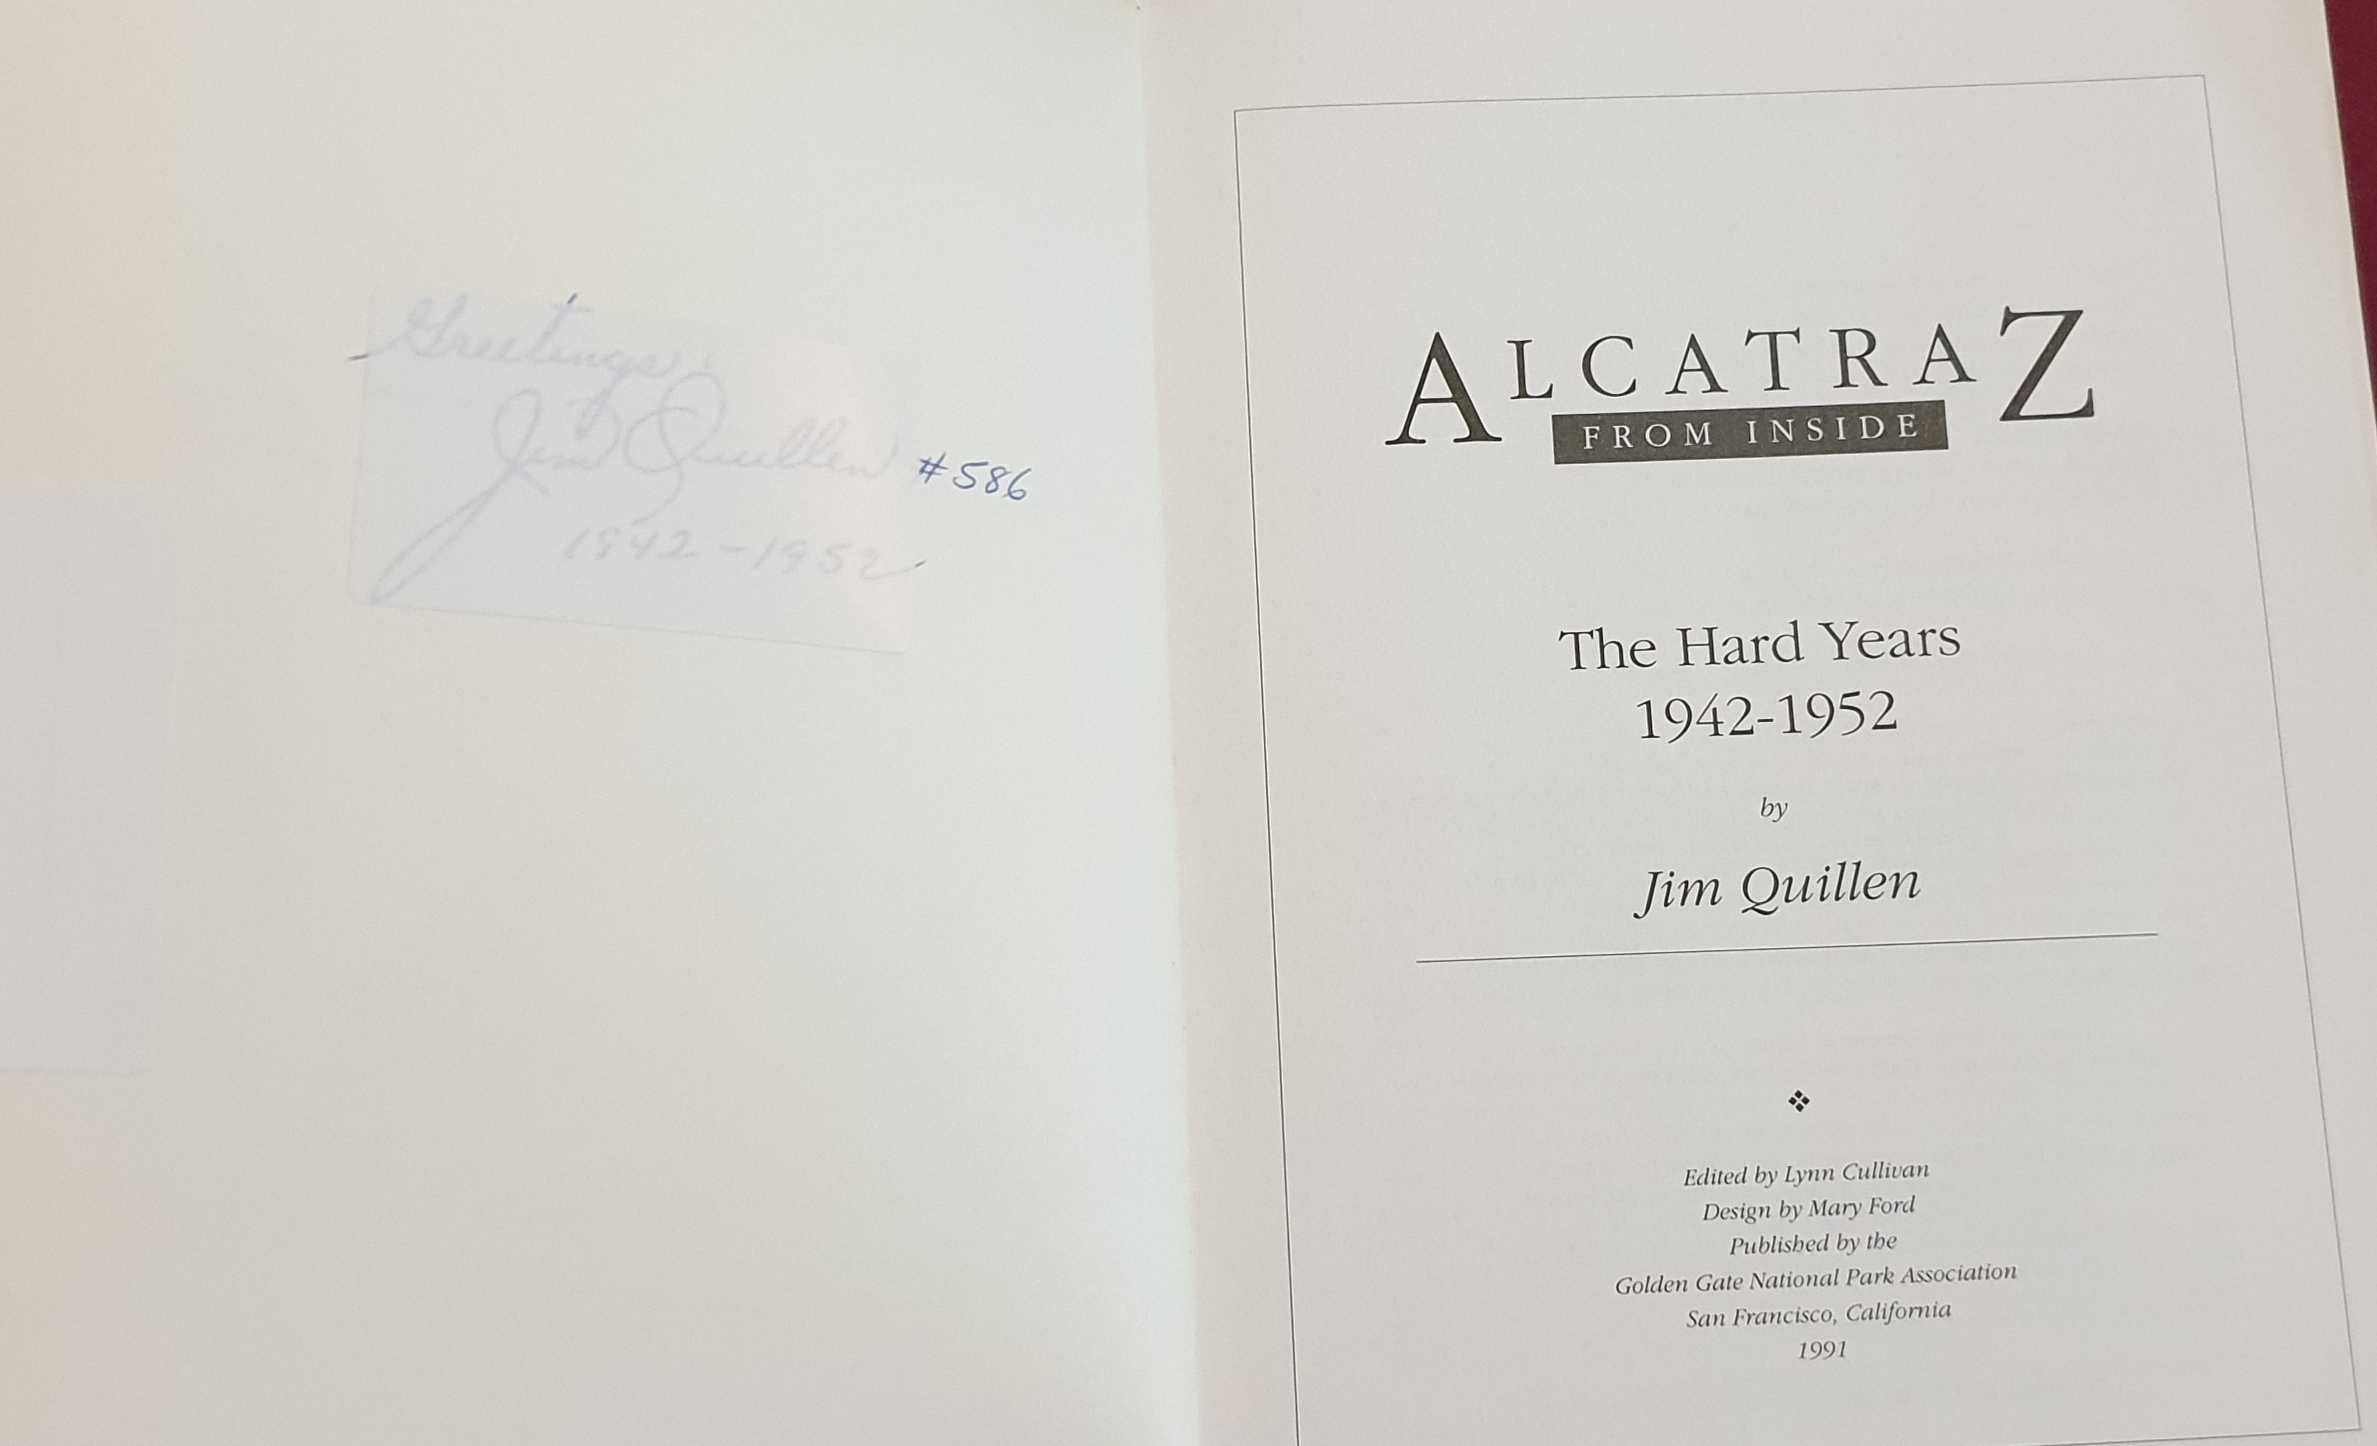 Greetings:
Jim Quillen #586
1942-1952
ALCATRAZ
FROM INSIDE
The Hard Years
1942-1952
by
Jim Quillen
❖
Edited by Lynn Cullivan
Design by Mary Ford
Published by the
Golden Gate National Park Association
San Francisco, California
1991